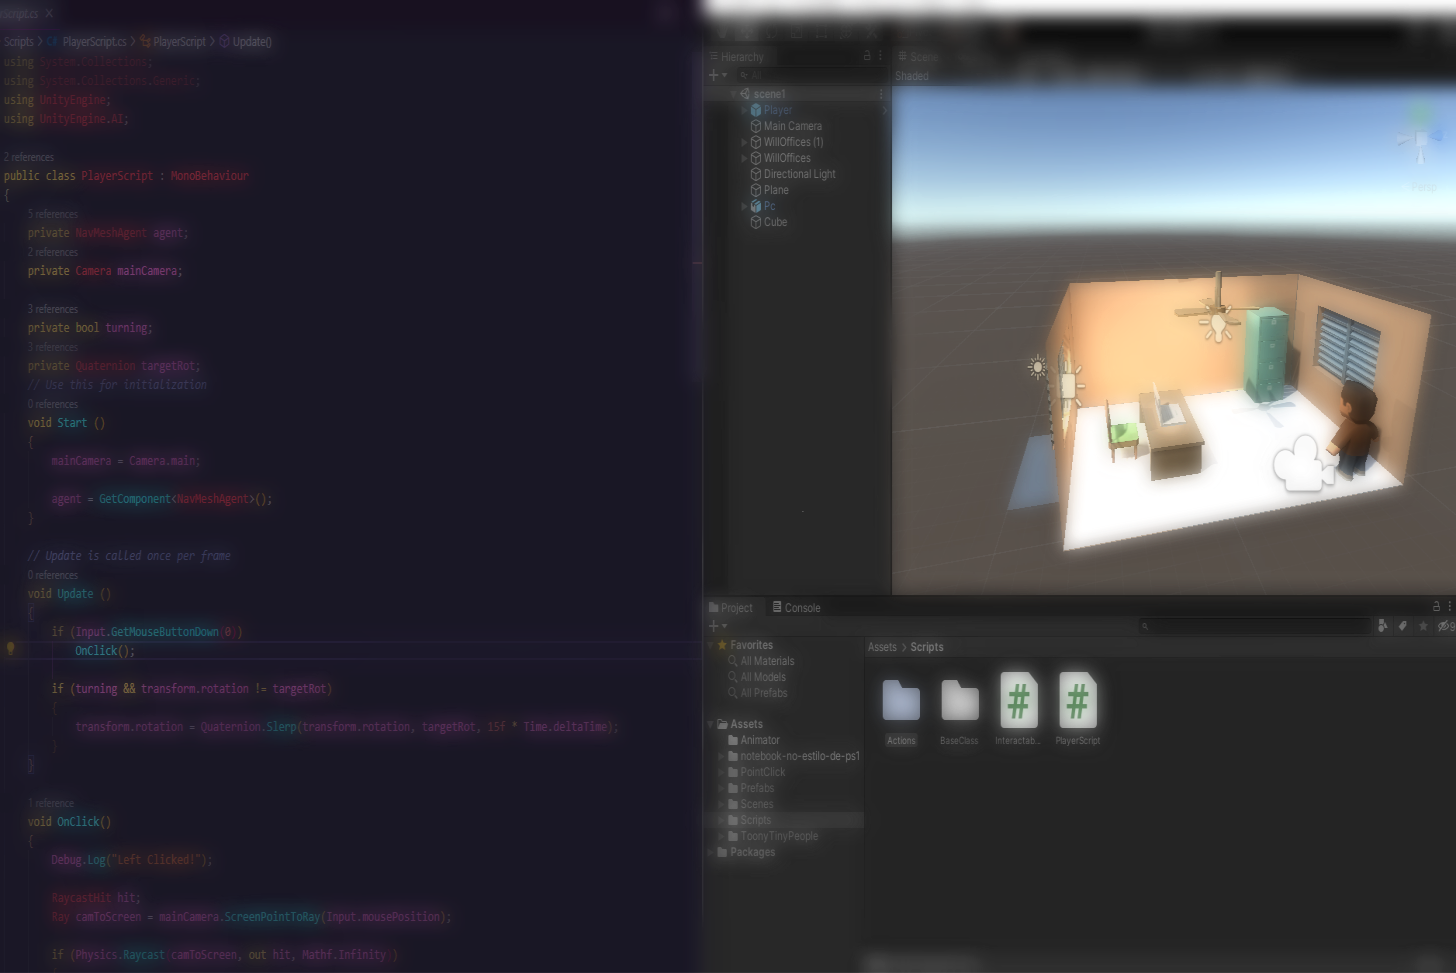 Script.cs
Scripts > PlayerScript.cs > PlayerScript > Update()
using System.Collections;
using System.Collections.Generic;
using UnityEngine;
using UnityEngine.AI;
2 references
public class PlayerScript : MonoBehaviour
{
5 references
private NavMeshAgent agent;
2 references
private Camera mainCamera;
3 references
private bool turning;
3 references
private Quaternion targetRot;
// Use this for initialization
0 references
void Start ()
{
mainCamera = Camera.main;
agent = GetComponent<NavMeshAgent>();
}
// Update is called once per frame
0 references
void Update ()
{
if (Input.GetMouseButtonDown(0))
OnClick();
if (turning && transform.rotation != targetRot)
{
transform.rotation = Quaternion.Slerp(transform.rotation, targetRot, 15f * Time.deltaTime);
}
}
1 reference
void OnClick()
{
Debug.Log("Left Clicked!");
RaycastHit hit;
Ray camToScreen = mainCamera.ScreenPointToRay(Input.mousePosition);
if (Physics.Raycast(camToScreen, out hit, Mathf.Infinity))
Hierarchy
All
scene1
Player
Main Camera
WillOffices (1)
WillOffices
Directional Light
Plane
Pc
Cube
Scene
Shaded
Persp
Project
Console
Favorites
All Materials
All Models
All Prefabs
Assets
Animator
notebook-no-estilo-de-ps1
PointClick
Prefabs
Scenes
Scripts
ToonyTinyPeople
Packages
Assets > Scripts
Actions
BaseClass
Interactab...
PlayerScript